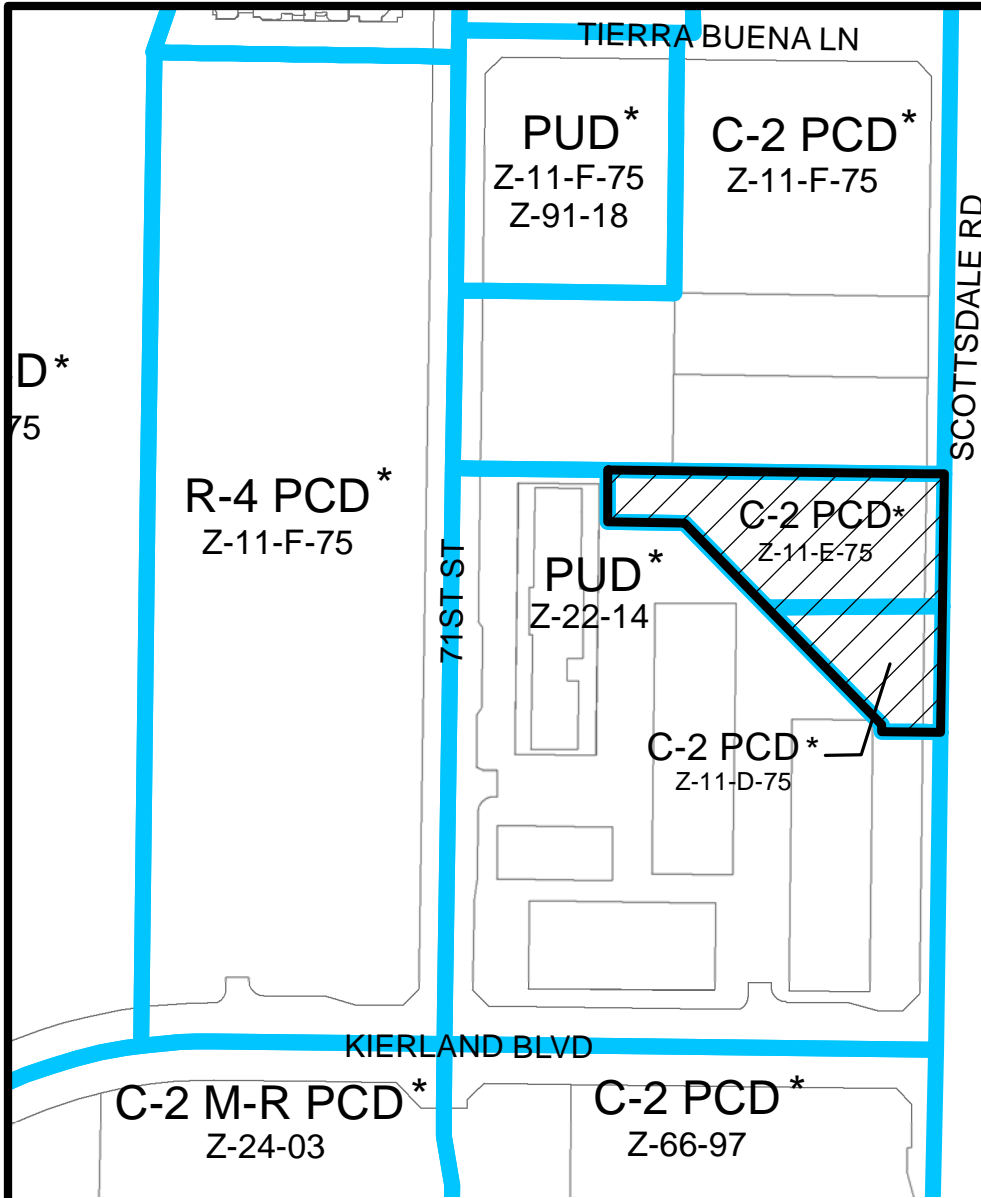 TIERRA BUENA LN
PUD*
Z-11-F-75
Z-91-18
C-2 PCD*
Z-11-F-75
SCOTTSDALE RD
D*
75
R-4 PCD*
Z-11-F-75
71ST ST
PUD*
Z-22-14
C-2 PCD*
Z-11-E-75
C-2 PCD*
Z-11-D-75
KIERLAND BLVD
C-2 M-R PCD*
Z-24-03
C-2 PCD*
Z-66-97